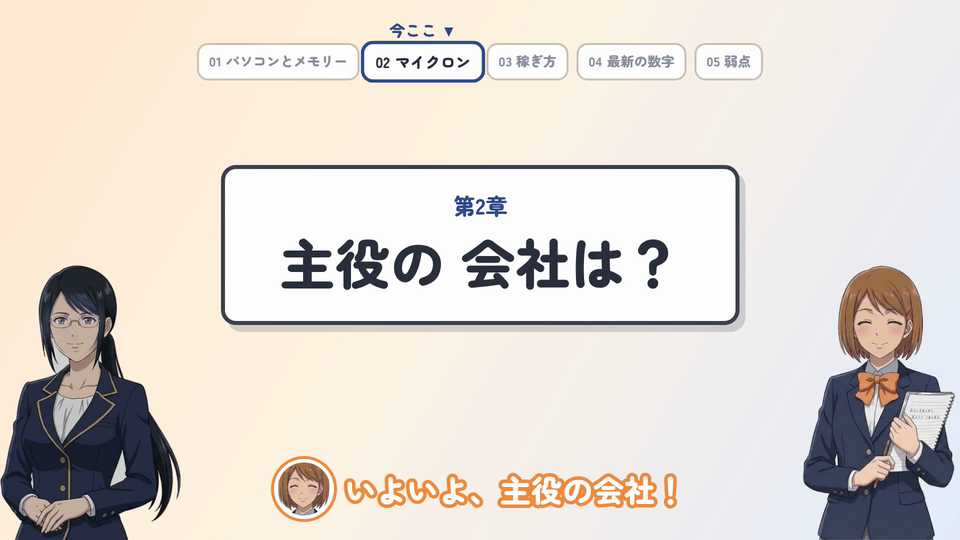 今ここ ▼
01 パソコンとメモリー
02 マイクロン
03 稼ぎ方
04 最新の数字
05 弱点
第2章
主役の 会社は？
いよいよ、主役の会社！